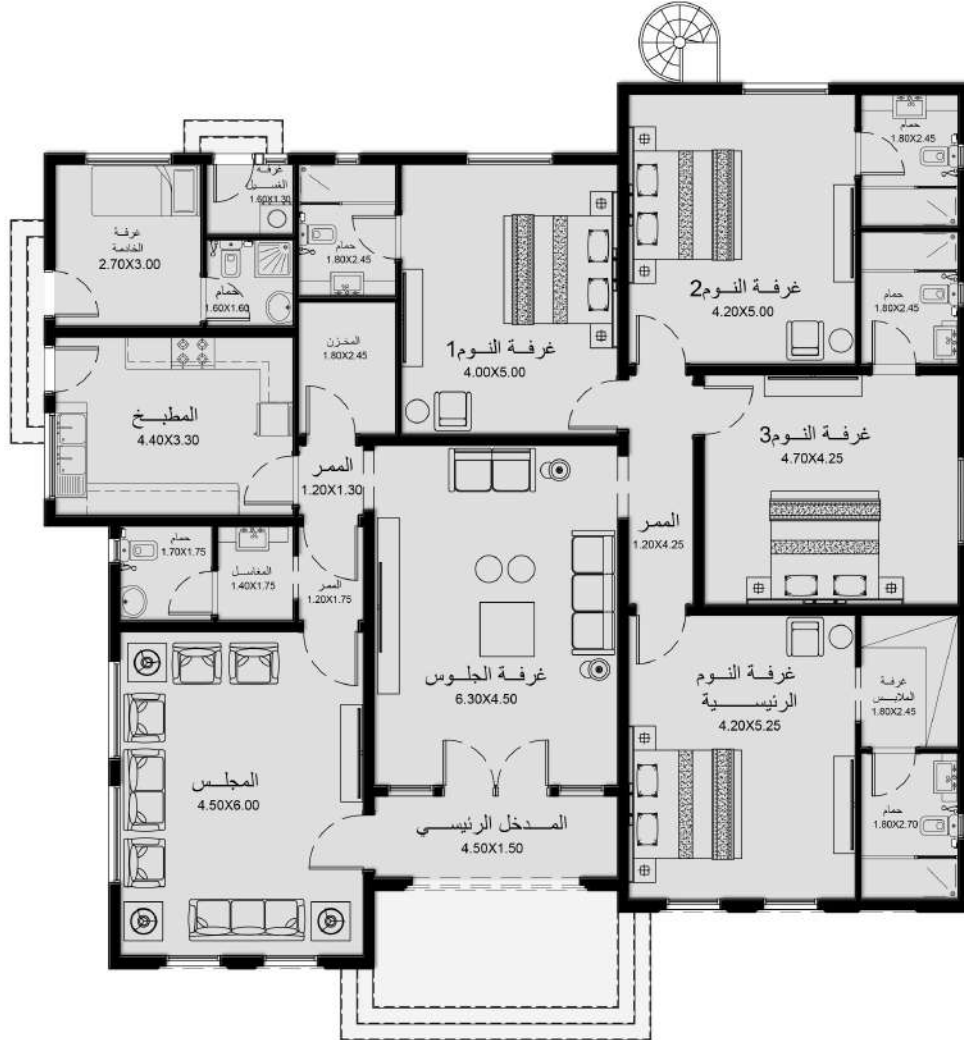 حمام
1.80X2.45
غرفة
الغسيل
1.60X1.30
غرفة
الخادمة
2.70X3.00
حمام
1.80X2.45
حمام
1.60X1.60
غرفة النوم2
4.20X5.00
حمام
1.80X2.45
المخزن
1.80X2.45
غرفة النوم1
4.00X5.00
المطبخ
4.40X3.30
غرفة النوم3
4.70X4.25
الممر
1.20X1.30
الممر
1.20X4.25
حمام
1.70X1.75
المغاسل
1.40X1.75
الممر
1.20X1.75
غرفة الجلوس
6.30X4.50
غرفة النوم
الرئيسية
4.20X5.25
غرفة
الملابس
1.80X2.45
المجلس
4.50X6.00
حمام
1.80X2.70
المدخل الرئيسي
4.50X1.50